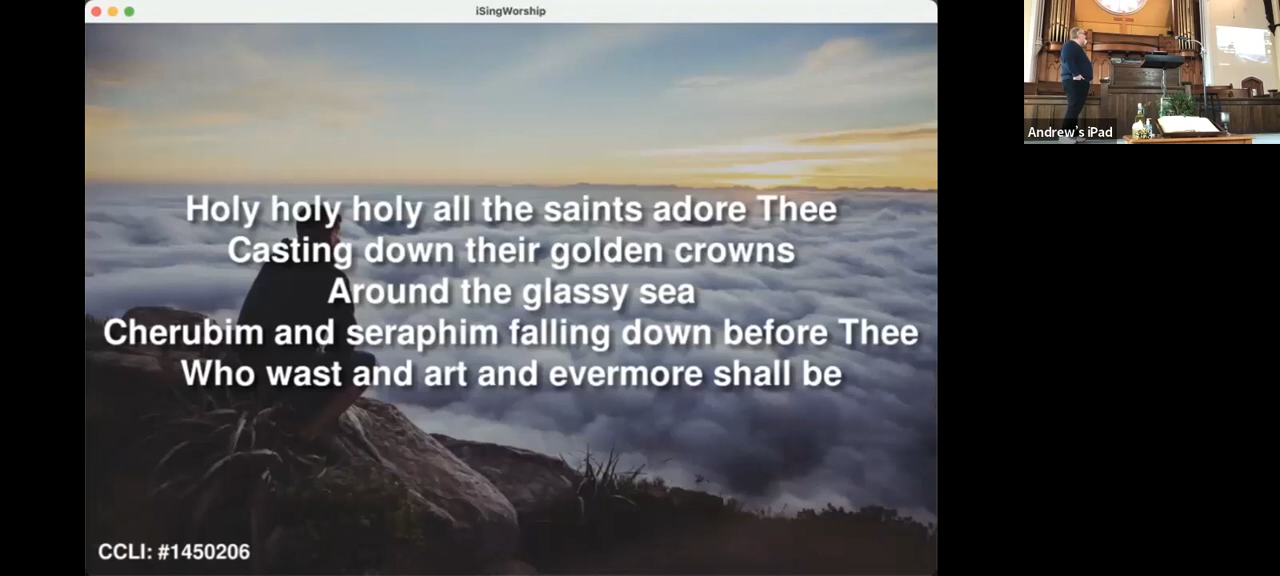 iSingWorship
Holy holy holy all the saints adore Thee
Casting down their golden crowns
Around the glassy sea
Cherubim and seraphim falling down before Thee
Who wast and art and evermore shall be
CCLI: #1450206
Andrew's iPad